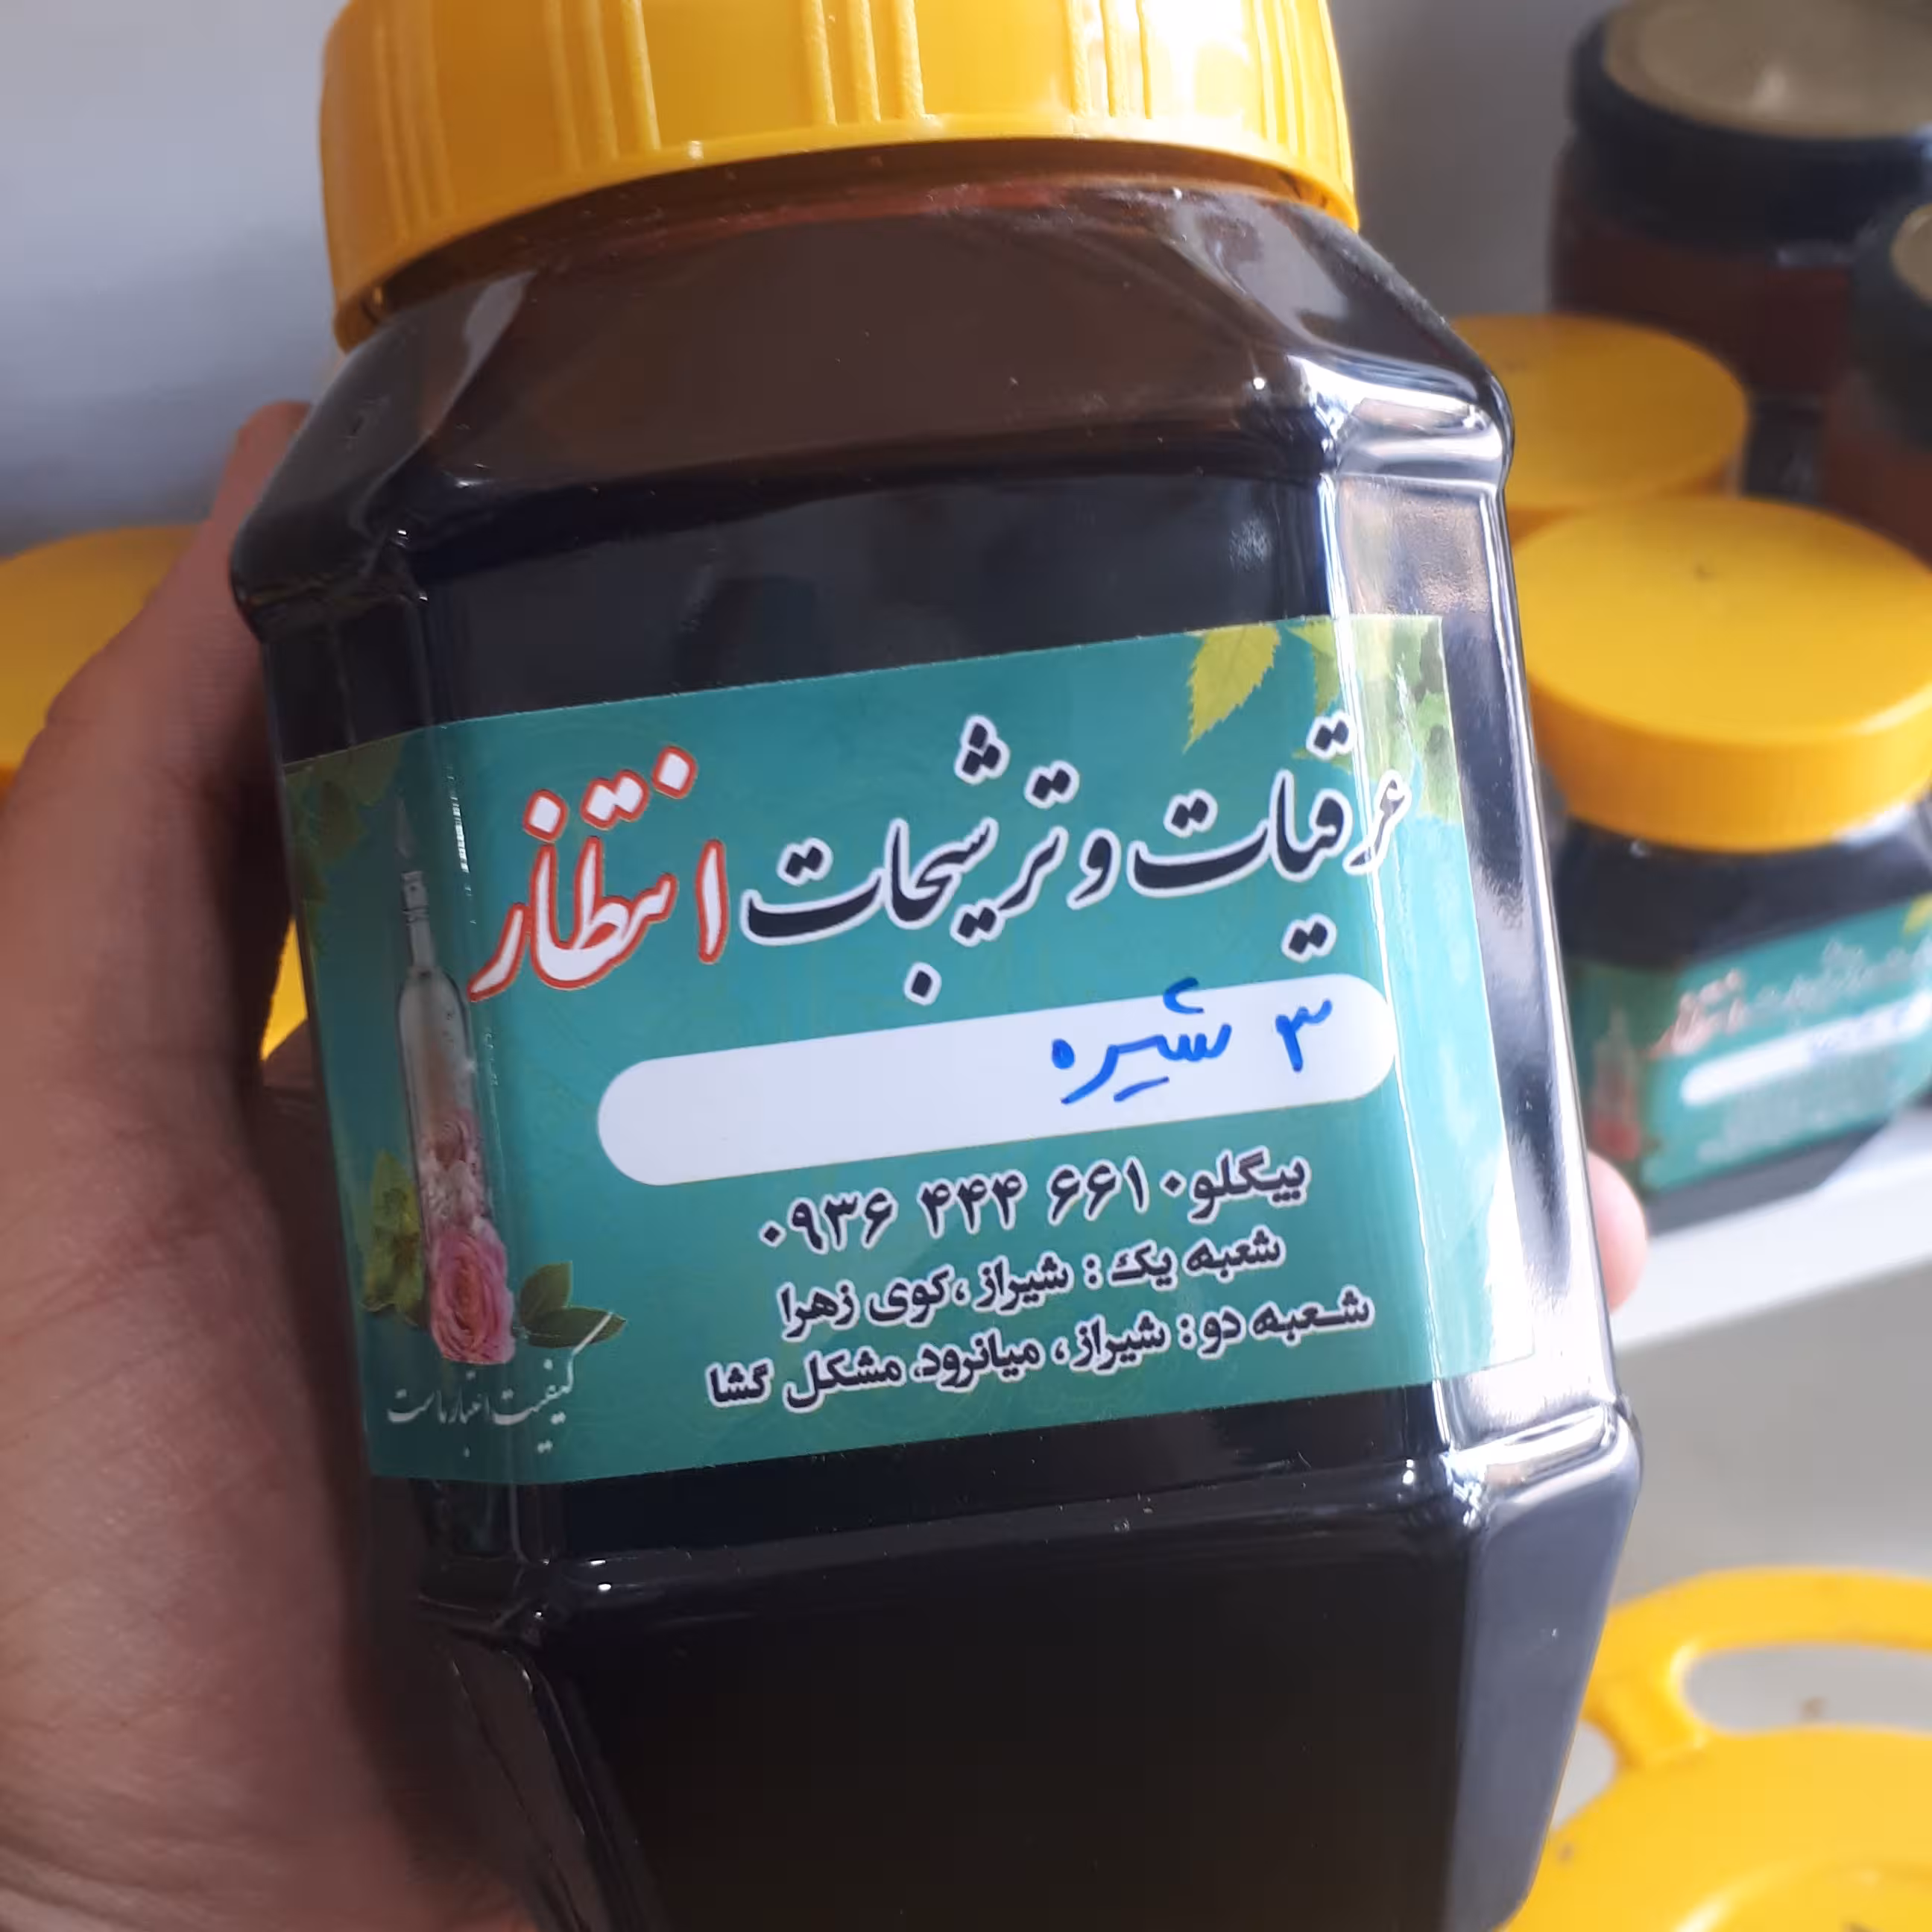 عرقیات و ترشیجات انتظار
۳ شیره
بیگلو ۰۹۳۶ ۴۴۴ ۶۶۱۰
شعبه یک : شیراز ، کوی زهرا
شعبه دو : شیراز ، میانرود، مشکل گشا
کیفیت اعتبار ماست